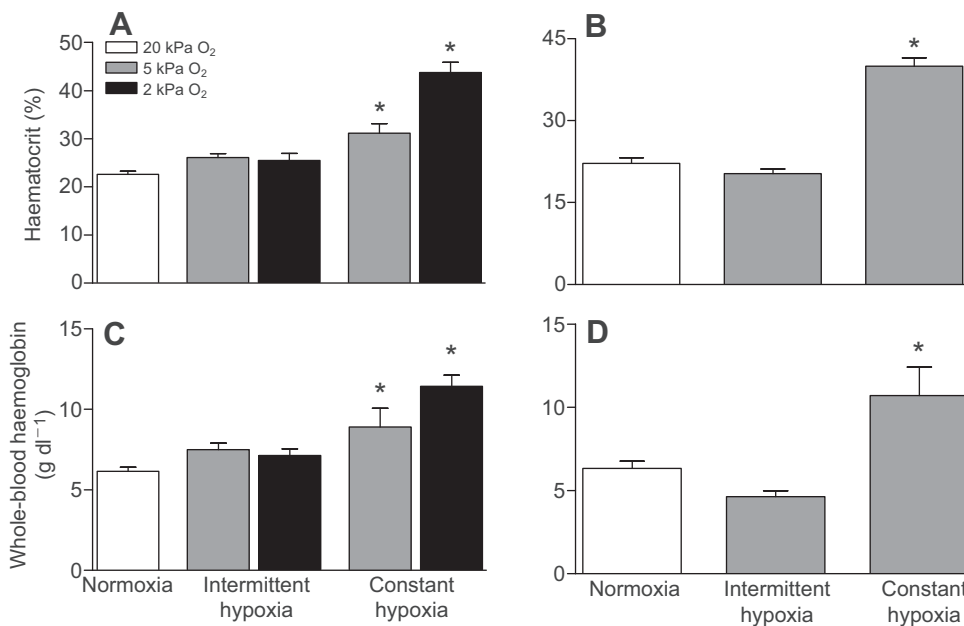 A
B
50
40
30
20
10
0
20 kPa O₂
5 kPa O₂
2 kPa O₂
*
*
Haematocrit (%)
45
30
15
0
*
C
D
15
10
5
0
*
*
Whole-blood haemoglobin
(g dl⁻¹)
15
10
5
0
*
Normoxia
Intermittent
hypoxia
Constant
hypoxia
Normoxia
Intermittent
hypoxia
Constant
hypoxia